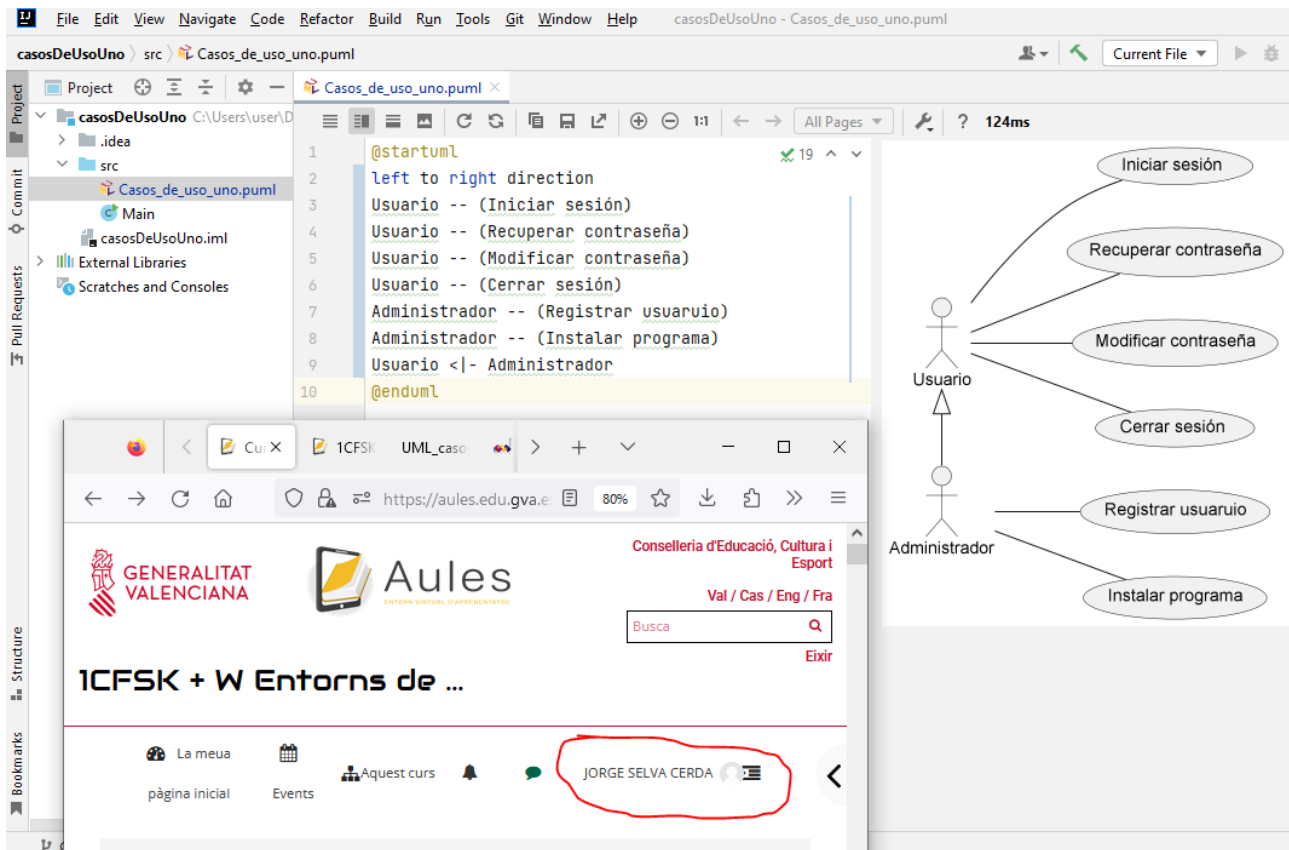 File Edit View Navigate Code Refactor Build Run Tools Git Window Help casosDeUsoUno - Casos_de_uso_uno.puml
casosDeUsoUno src Casos_de_uso_uno.puml
Current File
Project
Casos_de_uso_uno.puml
Project
Commit
Pull Requests
Structure
Bookmarks
casosDeUsoUno C:\Users\user\D
.idea
src
Casos_de_uso_uno.puml
Main
casosDeUsoUno.iml
External Libraries
Scratches and Consoles
1:1
All Pages
? 124ms
19
1 @startuml
2 left to right direction
3 Usuario -- (Iniciar sesión)
4 Usuario -- (Recuperar contraseña)
5 Usuario -- (Modificar contraseña)
6 Usuario -- (Cerrar sesión)
7 Administrador -- (Registrar usuaruio)
8 Administrador -- (Instalar programa)
9 Usuario <|- Administrador
10 @enduml
Iniciar sesión
Recuperar contraseña
Modificar contraseña
Usuario
Cerrar sesión
Registrar usuaruio
Administrador
Instalar programa
Cur
1CFSK
UML_caso
https://aules.edu.gva.e
80%
GENERALITAT
VALENCIANA
Aules
ENTORN VIRTUAL D'APRENENTATGE
Conselleria d'Educació, Cultura i
Esport
Val / Cas / Eng / Fra
Busca
Eixir
1CFSK + W Entorns de ...
La meua
pàgina inicial
Events
Aquest curs
JORGE SELVA CERDA